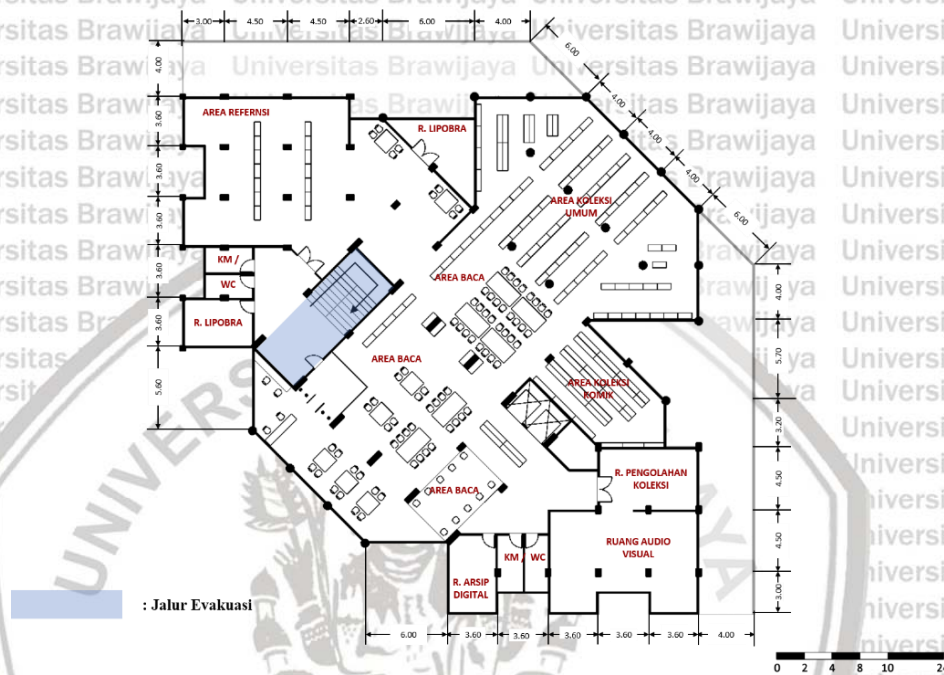 3.00 4.50 4.50 2.60 6.00 4.00
6.00
4.00
4.00
4.00
6.00
4.00
3.60
3.60
3.60
3.60
3.60
5.60
AREA REFERNSI
R. LIPOBRA
AREA KOLEKSI
UMUM
KM /
WC
AREA BACA
R. LIPOBRA
AREA BACA
AREA KOLEKSI
KOMIK
4.00
5.70
3.20
4.50
4.50
3.00
R. PENGOLAHAN
KOLEKSI
AREA BACA
RUANG AUDIO
VISUAL
KM / WC
R. ARSIP
DIGITAL
: Jalur Evakuasi
6.00 3.60 3.60 3.60 3.60 3.60 4.00
0 2 4 8 10
UNIVERS
AYA
Universitas Brawijaya